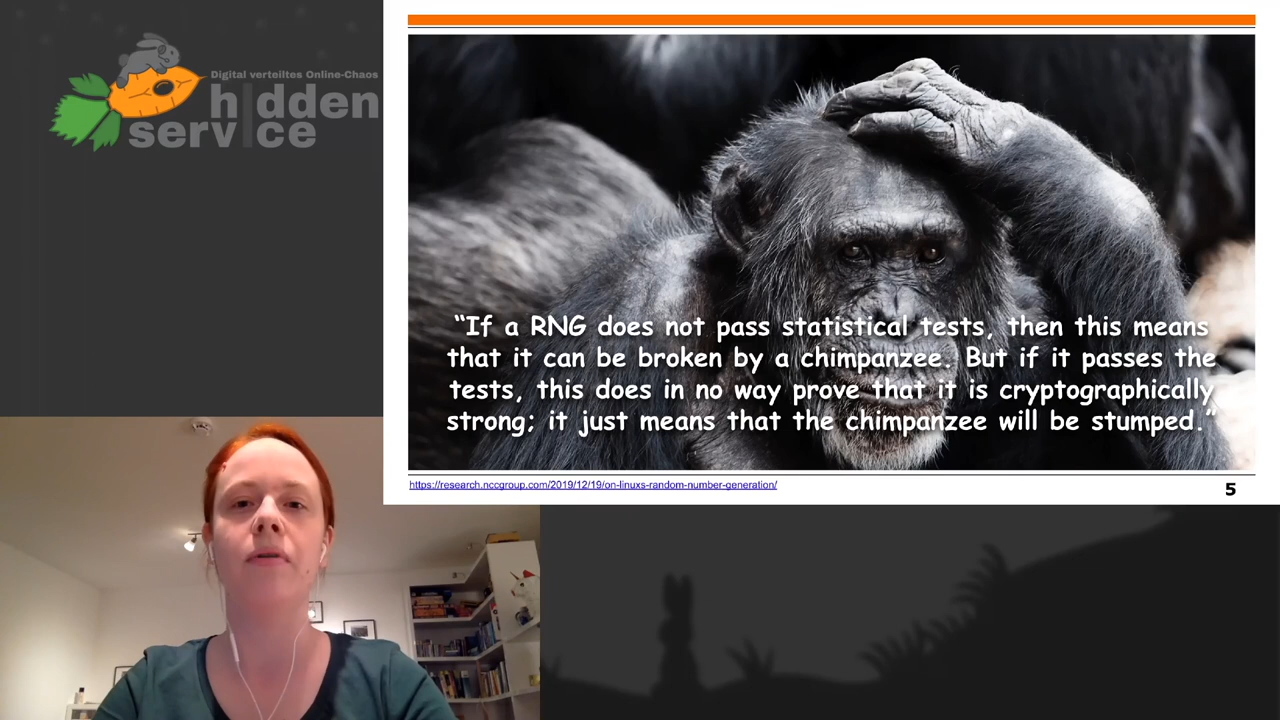 Digital verteiltes Online-Chaos
hidden
service
“If a RNG does not pass statistical tests, then this means
that it can be broken by a chimpanzee. But if it passes the
tests, this does in no way prove that it is cryptographically
strong; it just means that the chimpanzee will be stumped.”
https://research.nccgroup.com/2019/12/19/on-linuxs-random-number-generation/
5